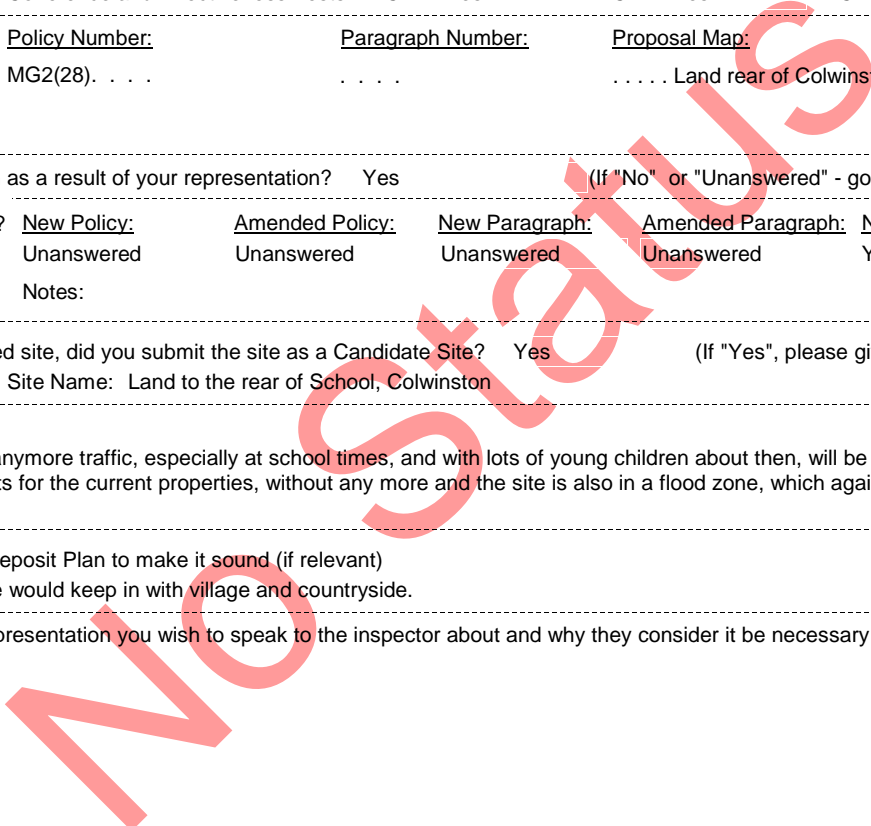 Policy Number: Paragraph Number: Proposal Map:
MG2(28). . . . . . . . . . . . . Land rear of Colwinst
as a result of your representation? Yes (If "No" or "Unanswered" - go
? New Policy: Amended Policy: New Paragraph: Amended Paragraph: N
Unanswered Unanswered Unanswered Unanswered Y
Notes:
ed site, did you submit the site as a Candidate Site? Yes (If "Yes", please gi
Site Name: Land to the rear of School, Colwinston
anymore traffic, especially at school times, and with lots of young children about then, will be
ts for the current properties, without any more and the site is also in a flood zone, which agai
eposit Plan to make it sound (if relevant)
e would keep in with village and countryside.
presentation you wish to speak to the inspector about and why they consider it be necessary
No Status